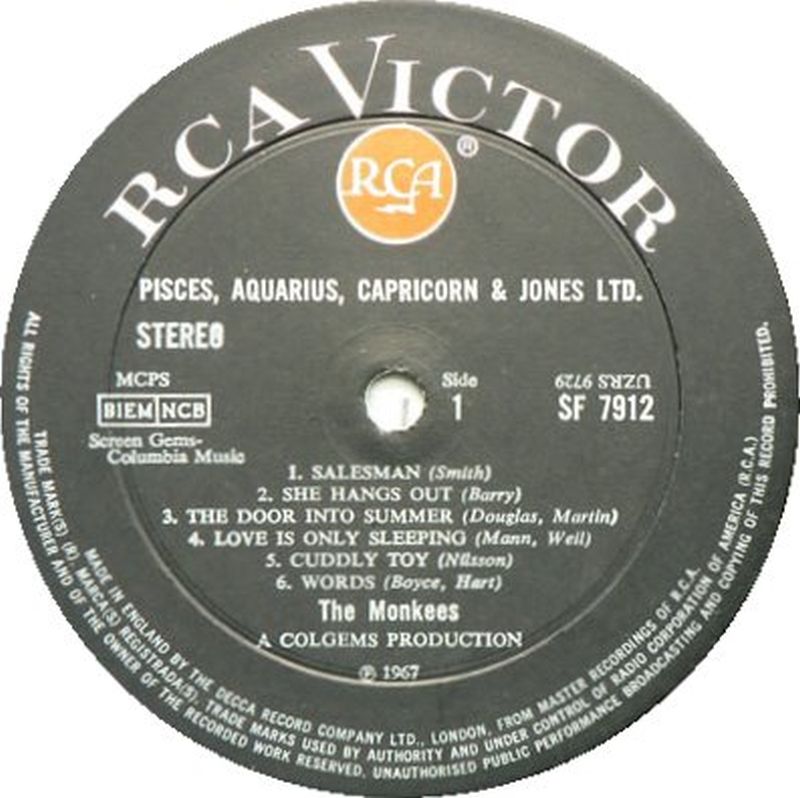 RCA VICTOR
RCA ®
PISCES, AQUARIUS, CAPRICORN & JONES LTD.
STEREO
MCPS
BIEM NCB
Screen Gems-
Columbia Music
Side
1
UZRS 9726
SF 7912
1. SALESMAN (Smith)
2. SHE HANGS OUT (Barry)
3. THE DOOR INTO SUMMER (Douglas, Martin)
4. LOVE IS ONLY SLEEPING (Mann, Weil)
5. CUDDLY TOY (Nilsson)
6. WORDS (Boyce, Hart)
The Monkees
A COLGEMS PRODUCTION
℗ 1967
MADE IN ENGLAND BY THE DECCA RECORD COMPANY LTD., LONDON, FROM MASTER RECORDINGS OF R.C.A.
TRADE MARK(S) (R), MARCA(S) REGISTRADA(S), TRADE MARKS USED BY AUTHORITY AND UNDER CONTROL OF RADIO CORPORATION OF AMERICA (R.C.A.)
ALL RIGHTS OF THE MANUFACTURER AND OF THE OWNER OF THE RECORDED WORK RESERVED. UNAUTHORISED PUBLIC PERFORMANCE BROADCASTING AND COPYING OF THIS RECORD PROHIBITED.